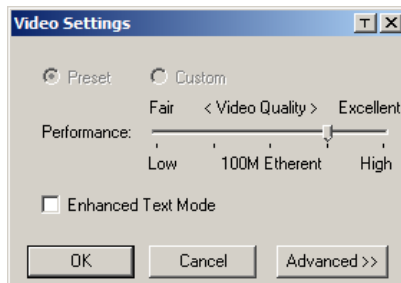 Video Settings T X
Preset Custom
Fair < Video Quality > Excellent
Performance:
Low 100M Etherent High
Enhanced Text Mode
OK Cancel Advanced >>